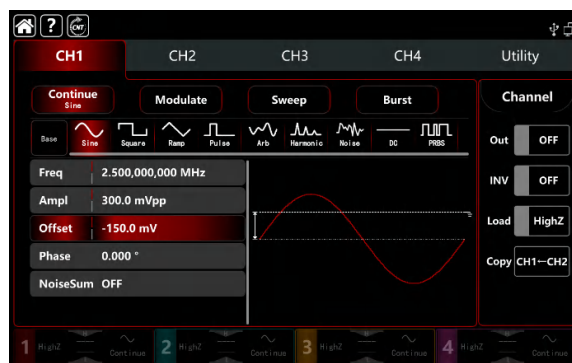 ? CNT
CH1 CH2 CH3 CH4 Utility
Continue
Sine
Modulate Sweep Burst Channel
Base Sine Square Ramp Pulse Arb Harmonic Noise DC PRBS
Out OFF
Freq 2.500,000,000 MHz
INV OFF
Ampl 300.0 mVpp
Offset -150.0 mV
Load HighZ
Phase 0.000 °
Copy CH1←CH2
NoiseSum OFF
1 HighZ Continue 2 HighZ Continue 3 HighZ Continue 4 HighZ Continue